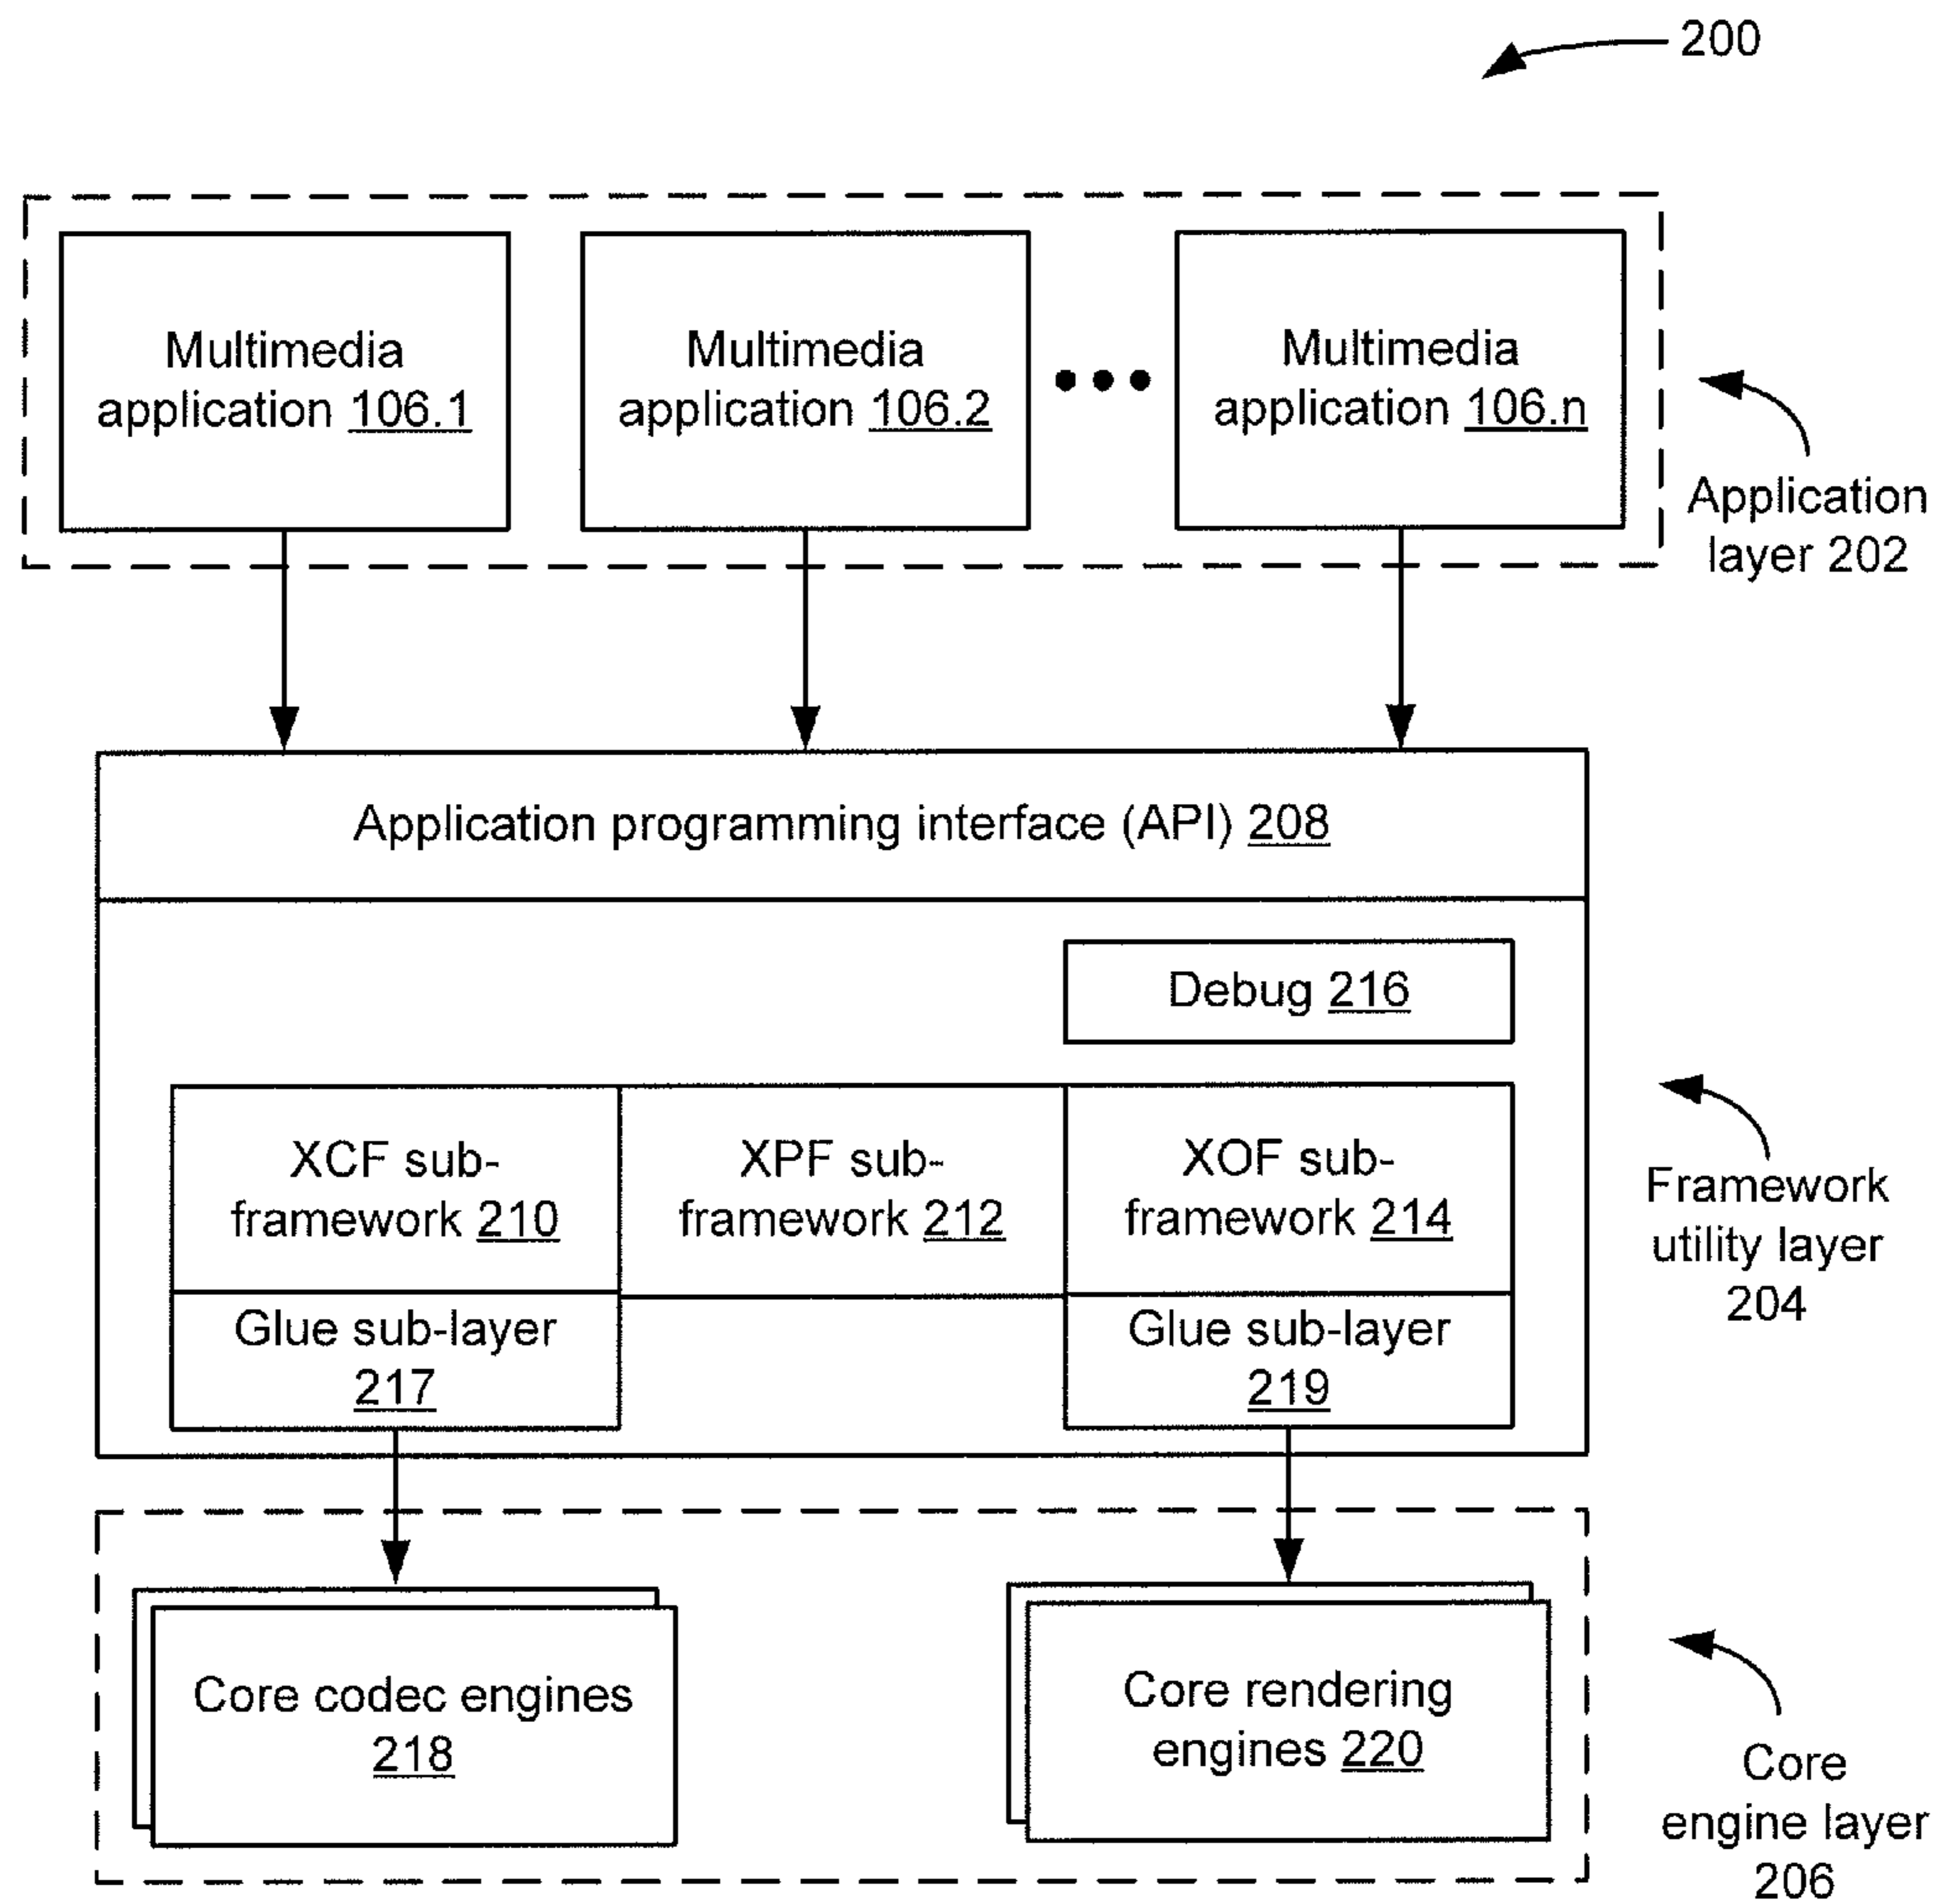 200
Multimedia
application 106.1
Multimedia
application 106.2
Multimedia
application 106.n
Application
layer 202
Application programming interface (API) 208
Debug 216
XCF sub-
framework 210
XPF sub-
framework 212
XOF sub-
framework 214
Framework
utility layer
204
Glue sub-layer
217
Glue sub-layer
219
Core codec engines
218
Core rendering
engines 220
Core
engine layer
206